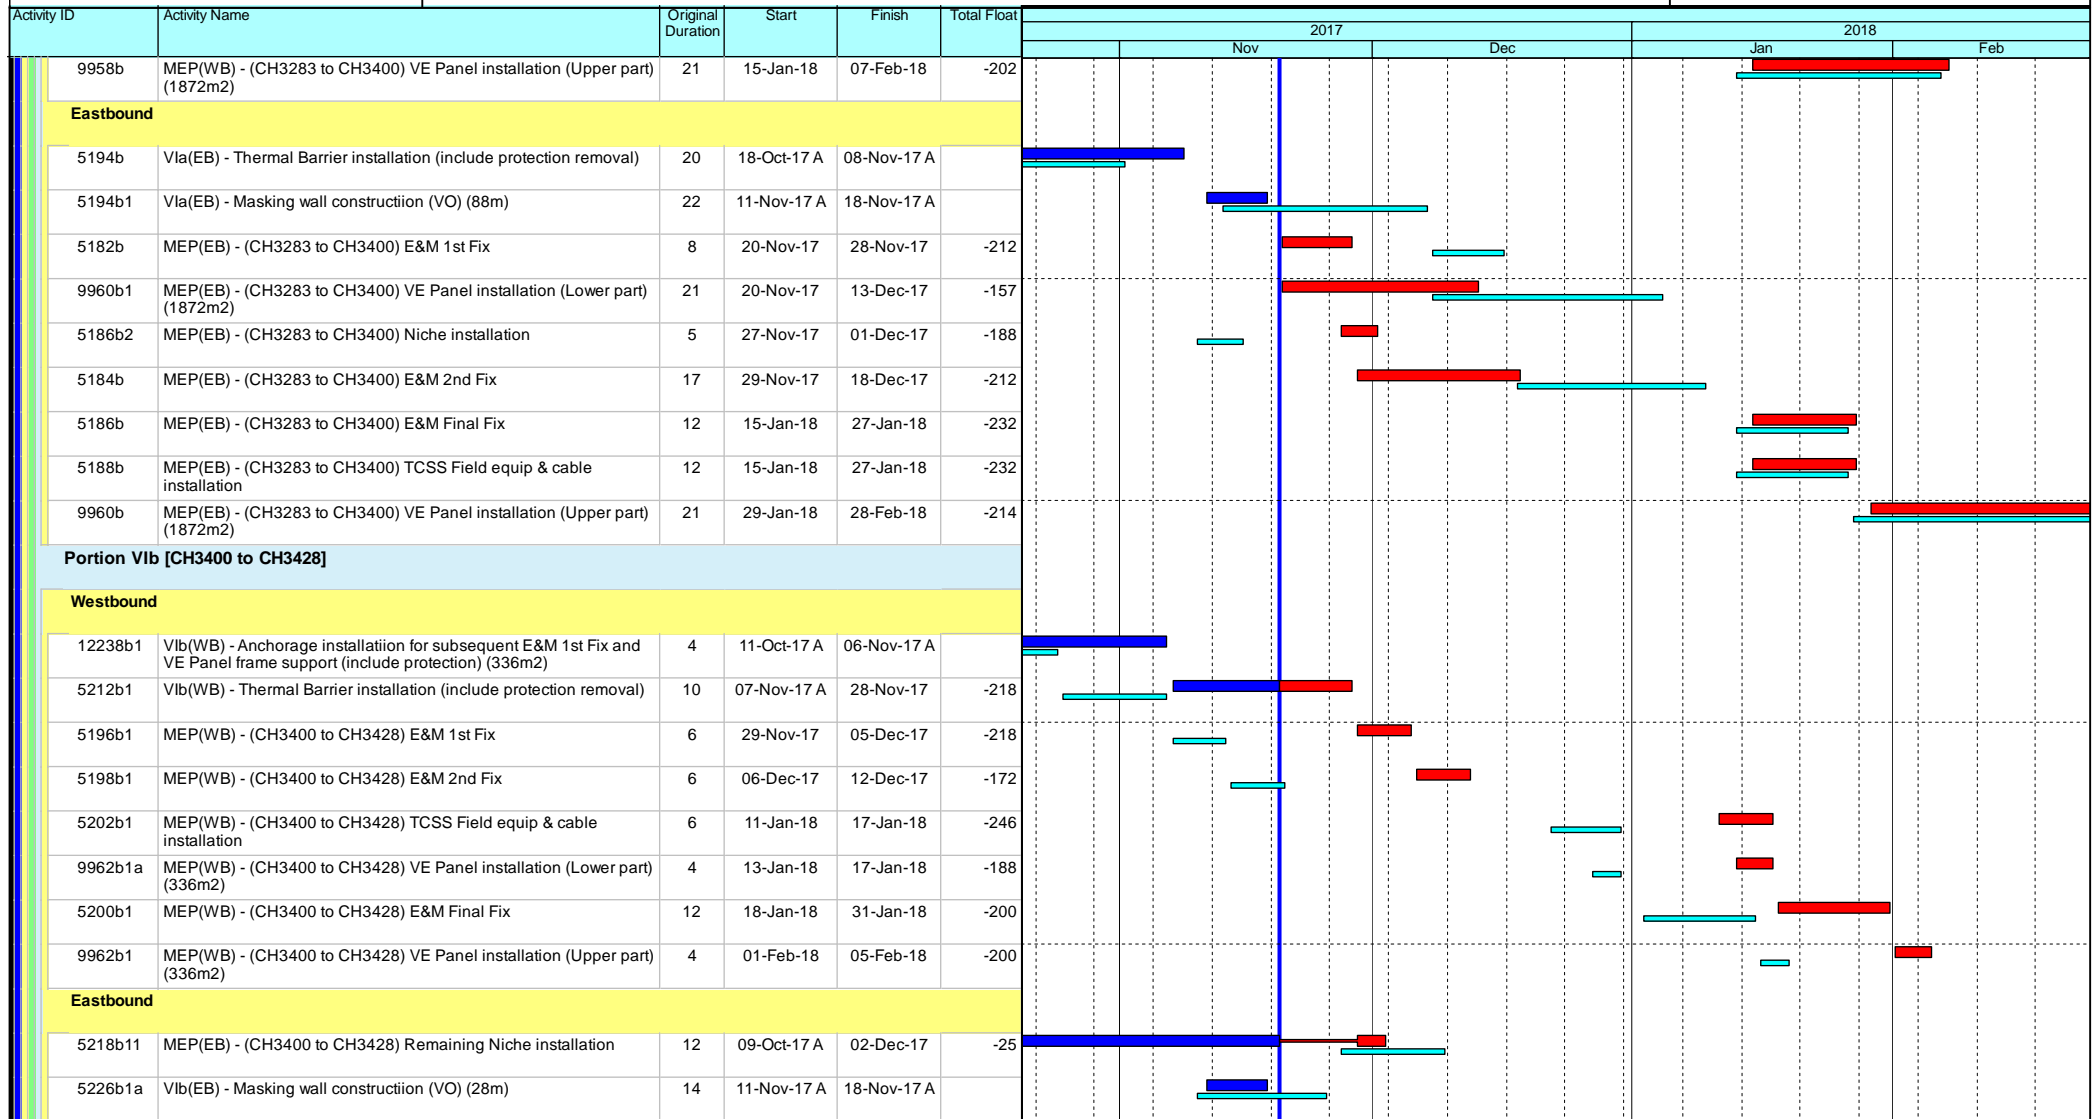 Activity ID Activity Name Original Duration Start Finish Total Float
2017 2018
Nov Dec Jan Feb
9958b MEP(WB) - (CH3283 to CH3400) VE Panel installation (Upper part) 21 15-Jan-18 07-Feb-18 -202
(1872m2)
Eastbound
5194b VIa(EB) - Thermal Barrier installation (include protection removal) 20 18-Oct-17 A 08-Nov-17 A
5194b1 VIa(EB) - Masking wall constructiion (VO) (88m) 22 11-Nov-17 A 18-Nov-17 A
5182b MEP(EB) - (CH3283 to CH3400) E&M 1st Fix 8 20-Nov-17 28-Nov-17 -212
9960b1 MEP(EB) - (CH3283 to CH3400) VE Panel installation (Lower part) 21 20-Nov-17 13-Dec-17 -157
(1872m2)
5186b2 MEP(EB) - (CH3283 to CH3400) Niche installation 5 27-Nov-17 01-Dec-17 -188
5184b MEP(EB) - (CH3283 to CH3400) E&M 2nd Fix 17 29-Nov-17 18-Dec-17 -212
5186b MEP(EB) - (CH3283 to CH3400) E&M Final Fix 12 15-Jan-18 27-Jan-18 -232
5188b MEP(EB) - (CH3283 to CH3400) TCSS Field equip & cable 12 15-Jan-18 27-Jan-18 -232
installation
9960b MEP(EB) - (CH3283 to CH3400) VE Panel installation (Upper part) 21 29-Jan-18 28-Feb-18 -214
(1872m2)
Portion VIb [CH3400 to CH3428]
Westbound
12238b1 VIb(WB) - Anchorage installatiion for subsequent E&M 1st Fix and 4 11-Oct-17 A 06-Nov-17 A
VE Panel frame support (include protection) (336m2)
5212b1 VIb(WB) - Thermal Barrier installation (include protection removal) 10 07-Nov-17 A 28-Nov-17 -218
5196b1 MEP(WB) - (CH3400 to CH3428) E&M 1st Fix 6 29-Nov-17 05-Dec-17 -218
5198b1 MEP(WB) - (CH3400 to CH3428) E&M 2nd Fix 6 06-Dec-17 12-Dec-17 -172
5202b1 MEP(WB) - (CH3400 to CH3428) TCSS Field equip & cable 6 11-Jan-18 17-Jan-18 -246
installation
9962b1a MEP(WB) - (CH3400 to CH3428) VE Panel installation (Lower part) 4 13-Jan-18 17-Jan-18 -188
(336m2)
5200b1 MEP(WB) - (CH3400 to CH3428) E&M Final Fix 12 18-Jan-18 31-Jan-18 -200
9962b1 MEP(WB) - (CH3400 to CH3428) VE Panel installation (Upper part) 4 01-Feb-18 05-Feb-18 -200
(336m2)
Eastbound
5218b11 MEP(EB) - (CH3400 to CH3428) Remaining Niche installation 12 09-Oct-17 A 02-Dec-17 -25
5226b1a VIb(EB) - Masking wall constructiion (VO) (28m) 14 11-Nov-17 A 18-Nov-17 A